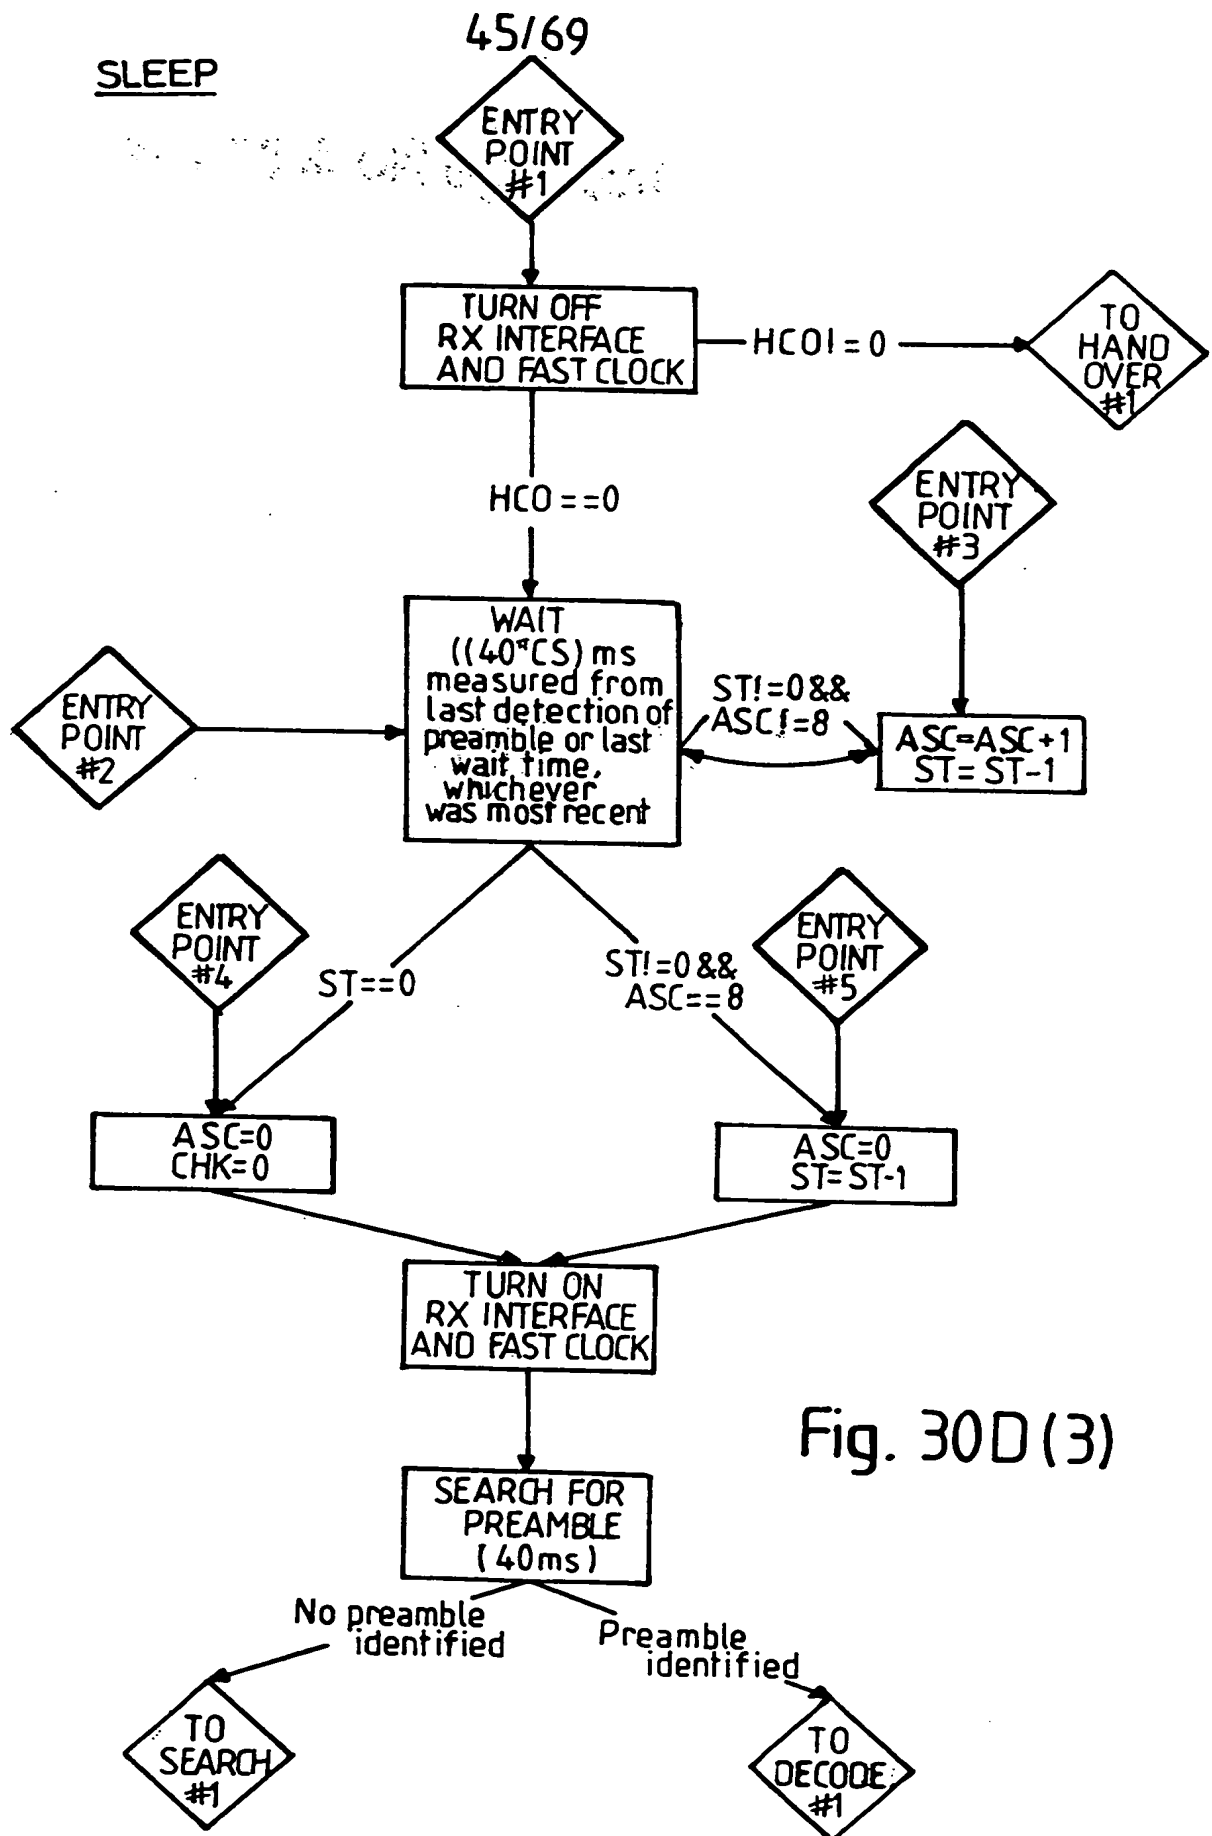 45/69
SLEEP
ENTRY
POINT
#1
TURN OFF
RX INTERFACE
AND FAST CLOCK
HCO!=0
TO
HAND
OVER
#1
HCO==0
ENTRY
POINT
#3
WAIT
((40*CS) ms
measured from
last detection of
preamble or last
wait time,
whichever
was most recent
ENTRY
POINT
#2
ST!=0&&
ASC!=8
ASC=ASC+1
ST=ST-1
ENTRY
POINT
#4
ST==0
ST!=0&&
ASC==8
ENTRY
POINT
#5
ASC=0
CHK=0
ASC=0
ST=ST-1
TURN ON
RX INTERFACE
AND FAST CLOCK
Fig. 30D(3)
SEARCH FOR
PREAMBLE
(40ms)
No preamble
identified
Preamble
identified
TO
SEARCH
#1
TO
DECODE
#1